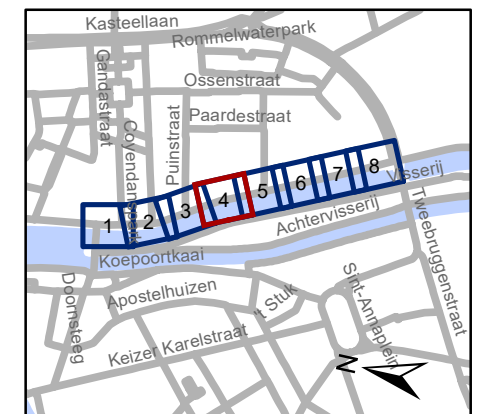 Kasteellaan
Rommelwaterpark
Gandastraat
Ossenstraat
Coyendanspark
Puinstraat
Paardestraat
1
2
3
4
5
6
7
8
Visserij
Achtervisserij
Tweebruggenstraat
Koepoortkaai
Doornsteeg
Apostelhuizen
't Stuk
Sint-Annaplein
Keizer Karelstraat
N